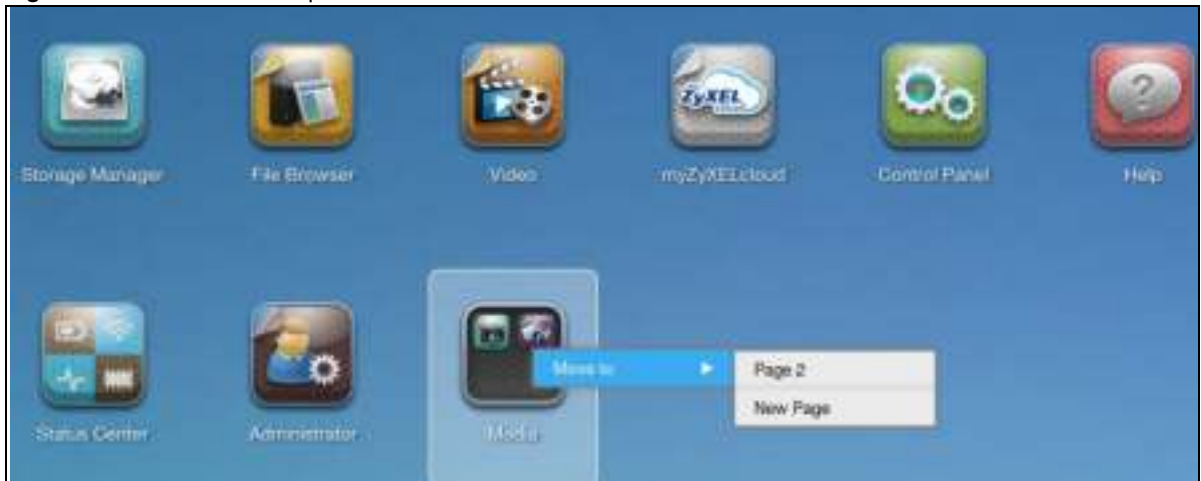 Storage Manager
File Browser
Video
ZyXEL
myZyXELcloud
Control Panel
Help
Status Center
Administrator
Media
Move to
Page 2
New Page